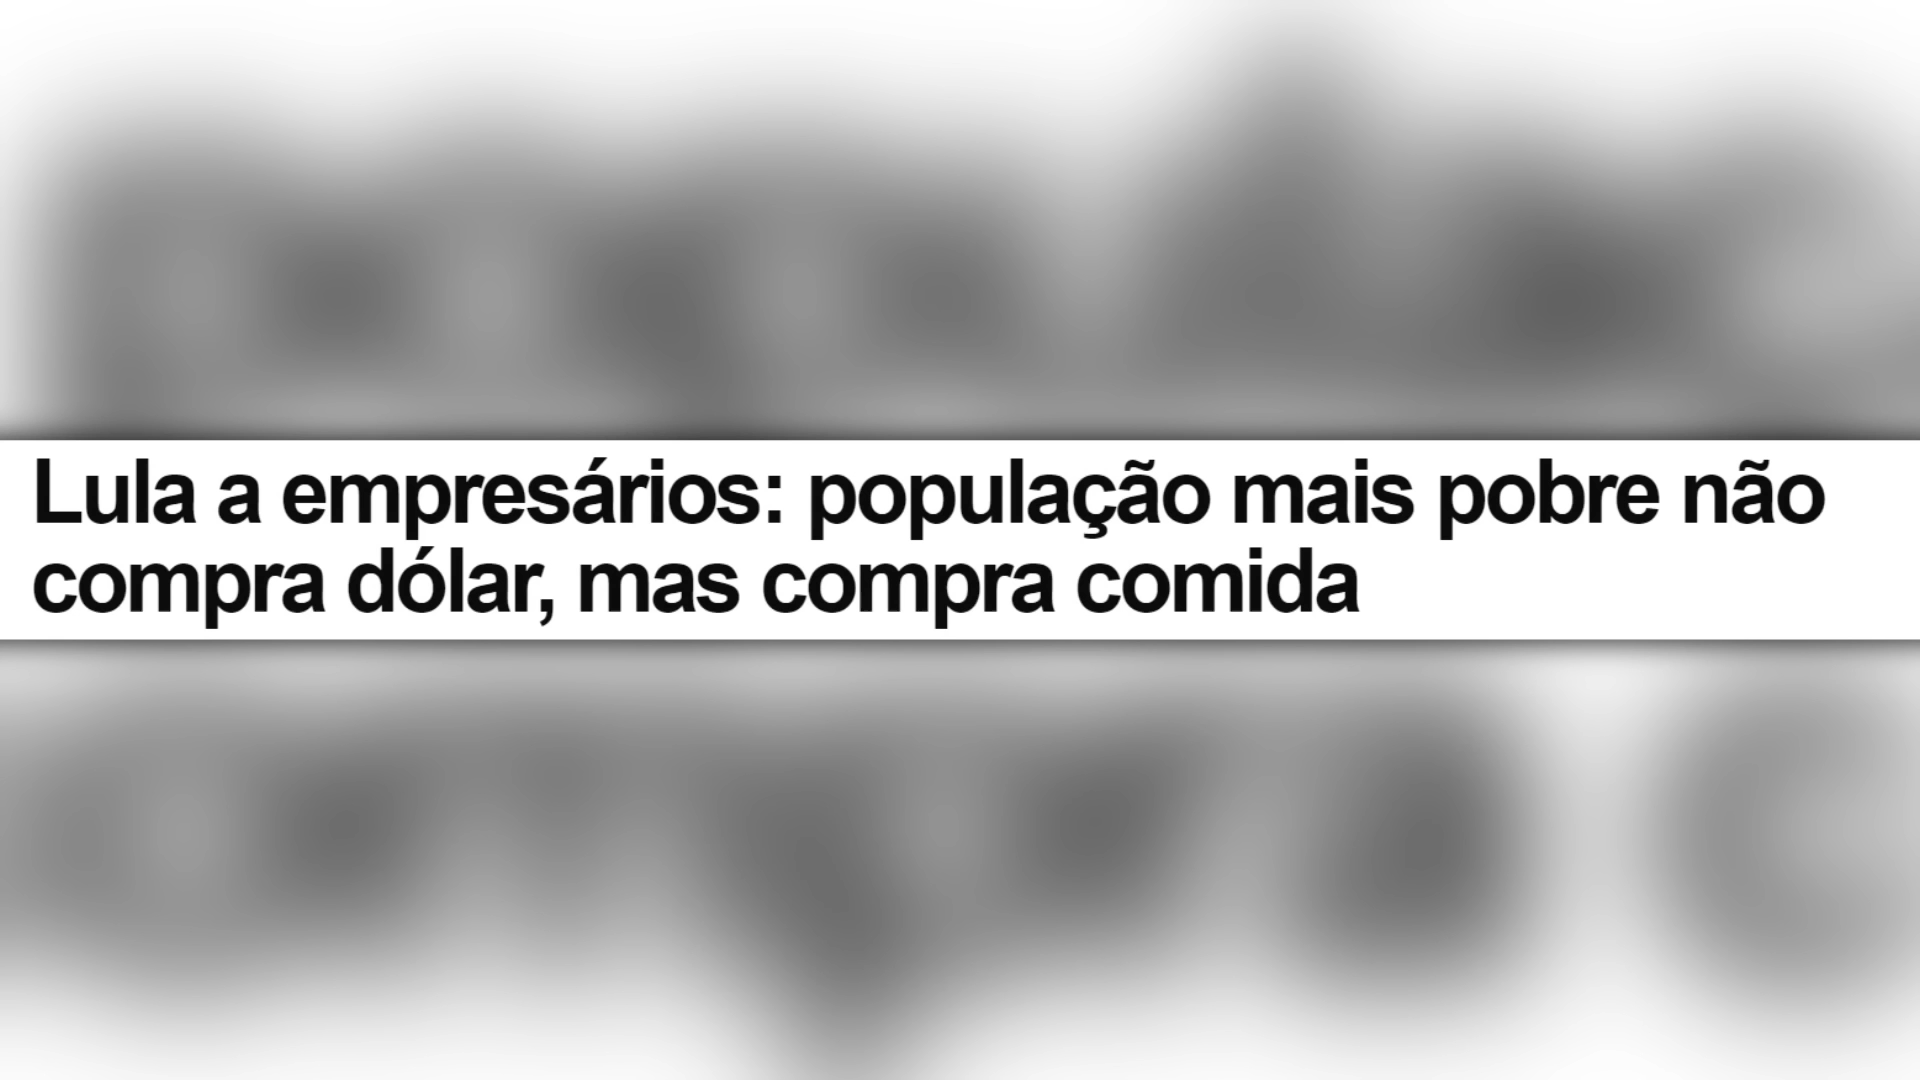 Lula a empresários: população mais pobre não
compra dólar, mas compra comida